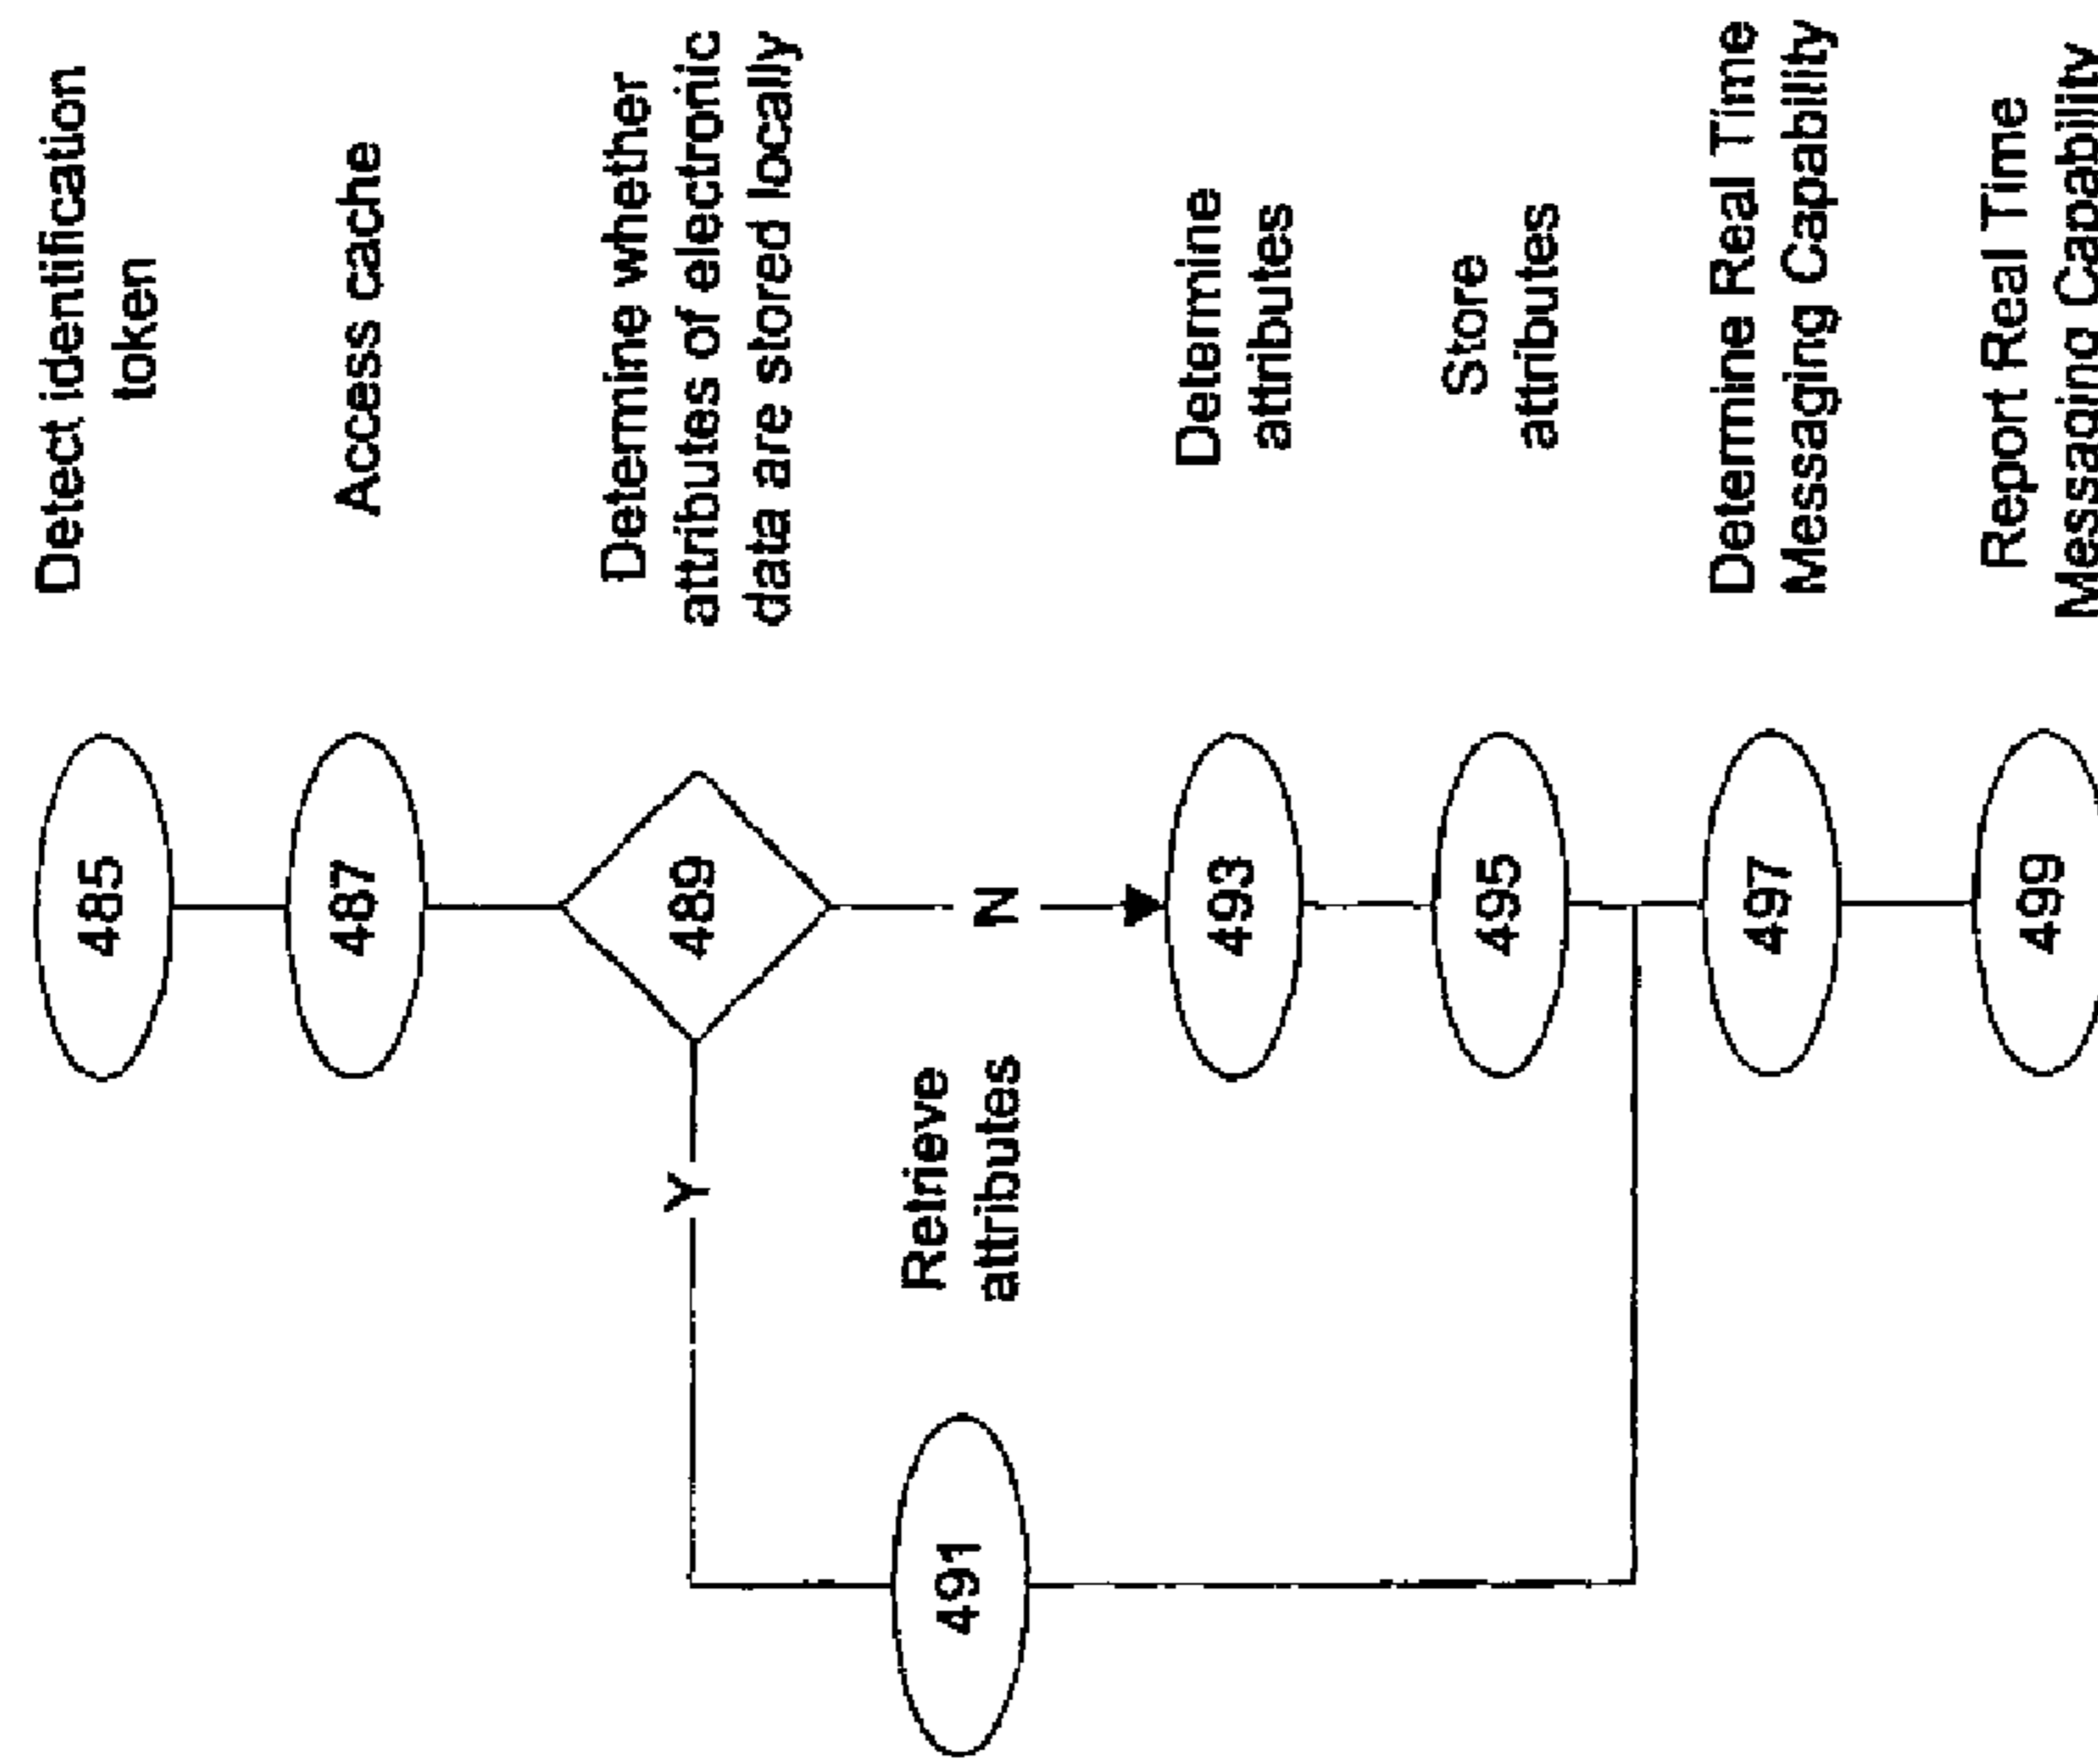 485
Detect identification
token
487
Access cache
489
Determine whether
attributes of electronic
data are stored locally
Y
N
491
Retrieve
attributes
493
Determine
attributes
495
Store
attributes
497
Determine Real Time
Messaging Capability
499
Report Real Time
Messaging Capability